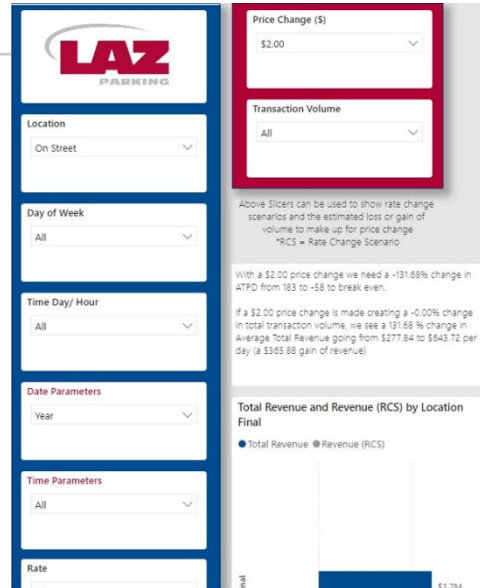 LAZ
PARKING
Location
On Street
Day of Week
All
Time Day/ Hour
All
Date Parameters
Year
Time Parameters
All
Rate
Price Change ($)
$2.00
Transaction Volume
All
Above Slicers can be used to show rate change
scenarios and the estimated loss or gain of
volume to make up for price change
*RCS = Rate Change Scenario
With a $2.00 price change we need a -131.68% change in
ATPD from 183 to -58 to break even.
If a $2.00 price change is made creating a -0.00% change
in total transaction volume, we see a 131.68 % change in
Average Total Revenue going from $277.84 to $643.72 per
day (a $365.88 gain of revenue)
Total Revenue and Revenue (RCS) by Location
Final
Total Revenue Revenue (RCS)
$1.2M